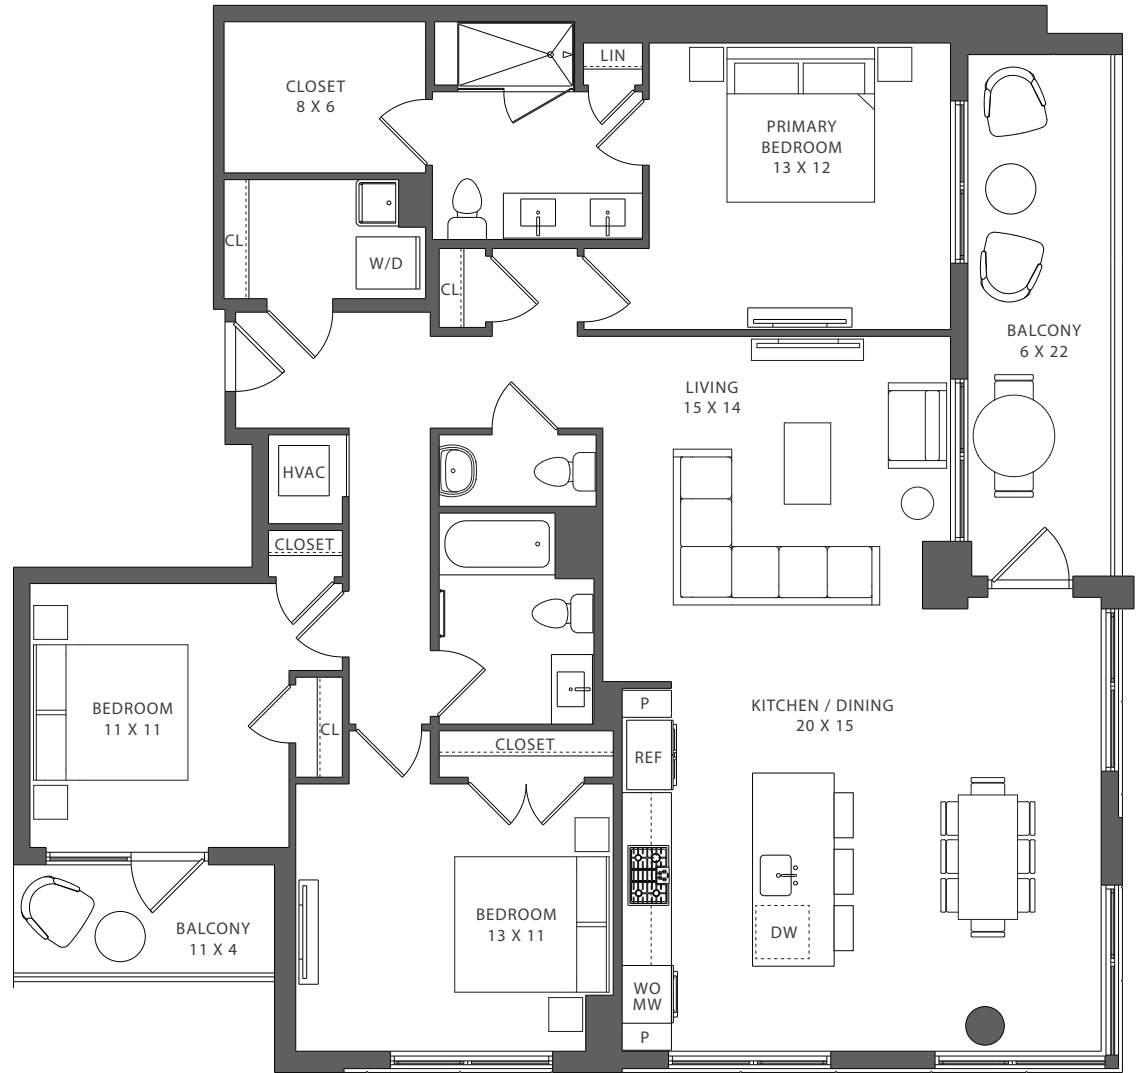 LIN
CLOSET
8 X 6
PRIMARY
BEDROOM
13 X 12
CL
W/D
CL
BALCONY
6 X 22
LIVING
15 X 14
HVAC
CLOSET
BEDROOM
11 X 11
CL
CLOSET
P
REF
KITCHEN / DINING
20 X 15
BALCONY
11 X 4
BEDROOM
13 X 11
DW
WO
MW
P